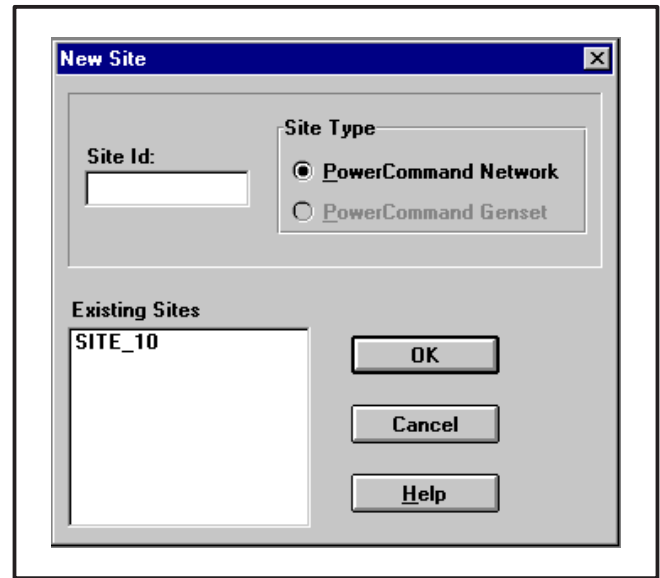 New Site
Site Id:
Site Type
PowerCommand Network
PowerCommand Genset
Existing Sites
SITE_10
OK
Cancel
Help